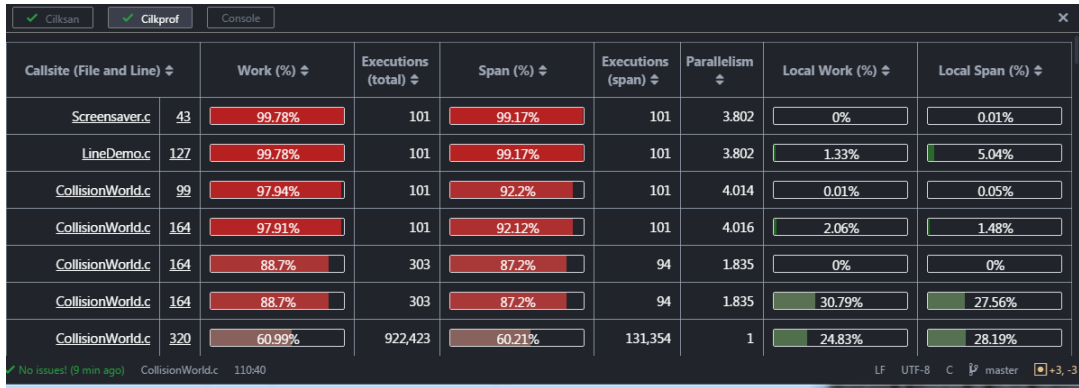 Cilksan Cilkprof Console ×
Callsite (File and Line) Work (%) Executions (total) Span (%) Executions (span) Parallelism Local Work (%) Local Span (%)
Screensaver.c 43 99.78% 101 99.17% 101 3.802 0% 0.01%
LineDemo.c 127 99.78% 101 99.17% 101 3.802 1.33% 5.04%
CollisionWorld.c 99 97.94% 101 92.2% 101 4.014 0.01% 0.05%
CollisionWorld.c 164 97.91% 101 92.12% 101 4.016 2.06% 1.48%
CollisionWorld.c 164 88.7% 303 87.2% 94 1.835 0% 0%
CollisionWorld.c 164 88.7% 303 87.2% 94 1.835 30.79% 27.56%
CollisionWorld.c 320 60.99% 922,423 60.21% 131,354 1 24.83% 28.19%
No issues! (9 min ago) CollisionWorld.c 110:40 LF UTF-8 C master +3, -3